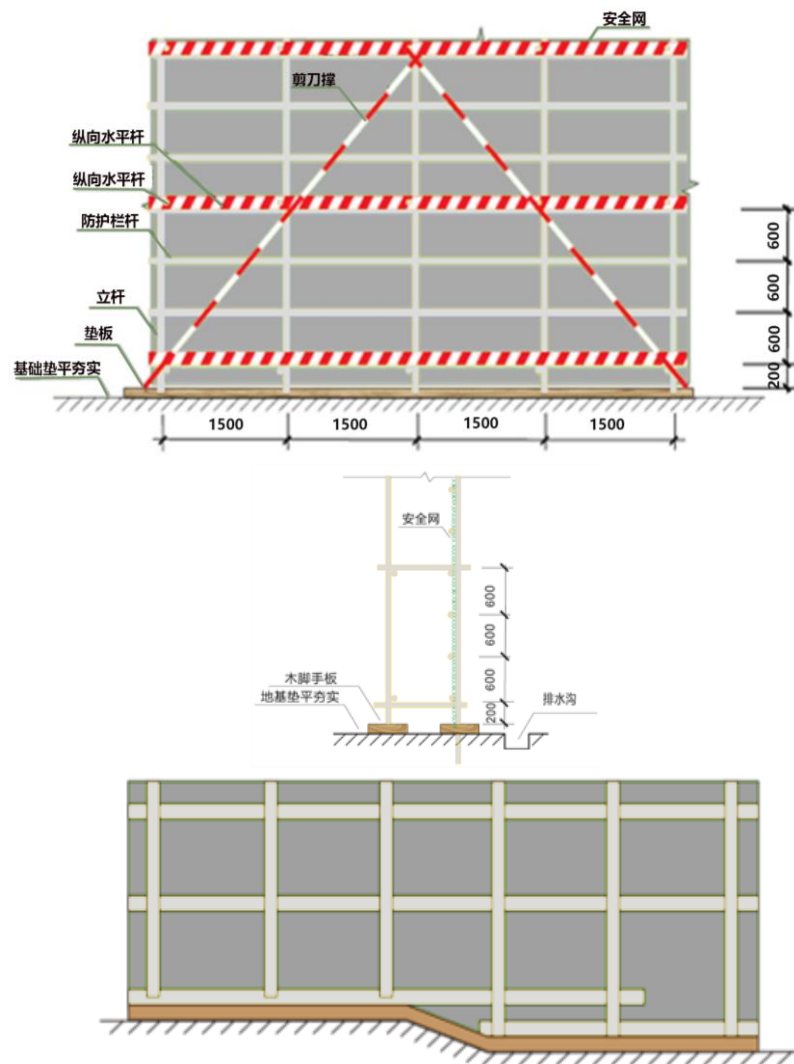 安全网
剪刀撑
纵向水平杆
纵向水平杆
防护栏杆
立杆
垫板
基础垫平夯实
600
600
600
200
1500
1500
1500
1500
安全网
600
600
600
200
木脚手板
地基垫平夯实
排水沟